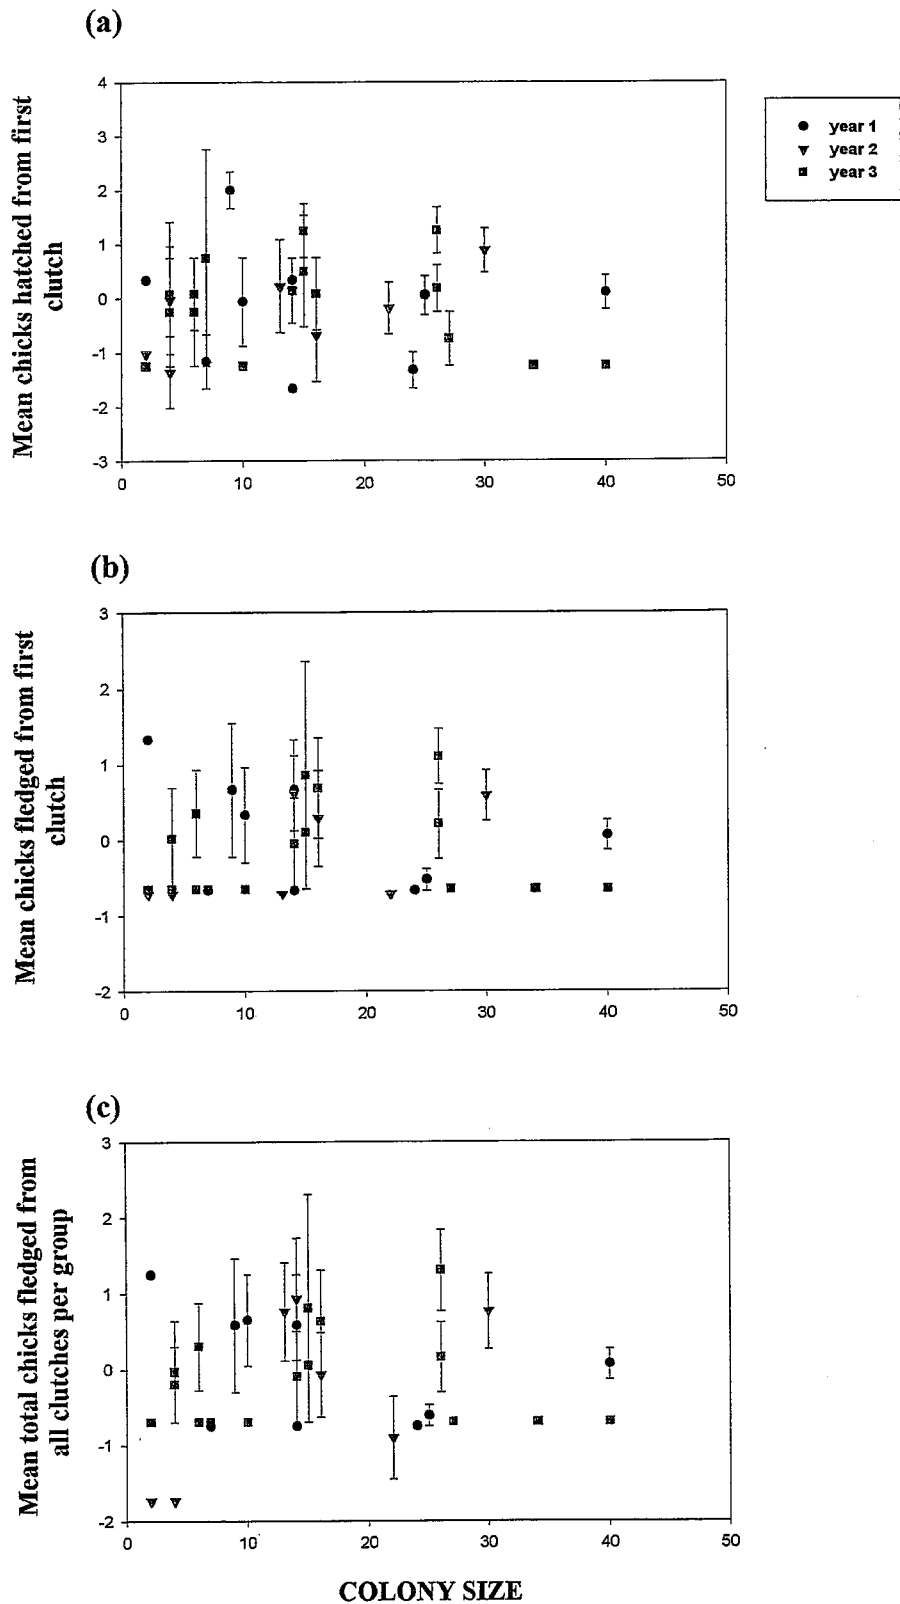 (a)
Mean chicks hatched from first
clutch
4
3
2
1
0
-1
-2
-3
0 10 20 30 40 50
year 1
year 2
year 3
(b)
Mean chicks fledged from first
clutch
3
2
1
0
-1
-2
0 10 20 30 40 50
(c)
Mean total chicks fledged from
all clutches per group
3
2
1
0
-1
-2
0 10 20 30 40 50
COLONY SIZE